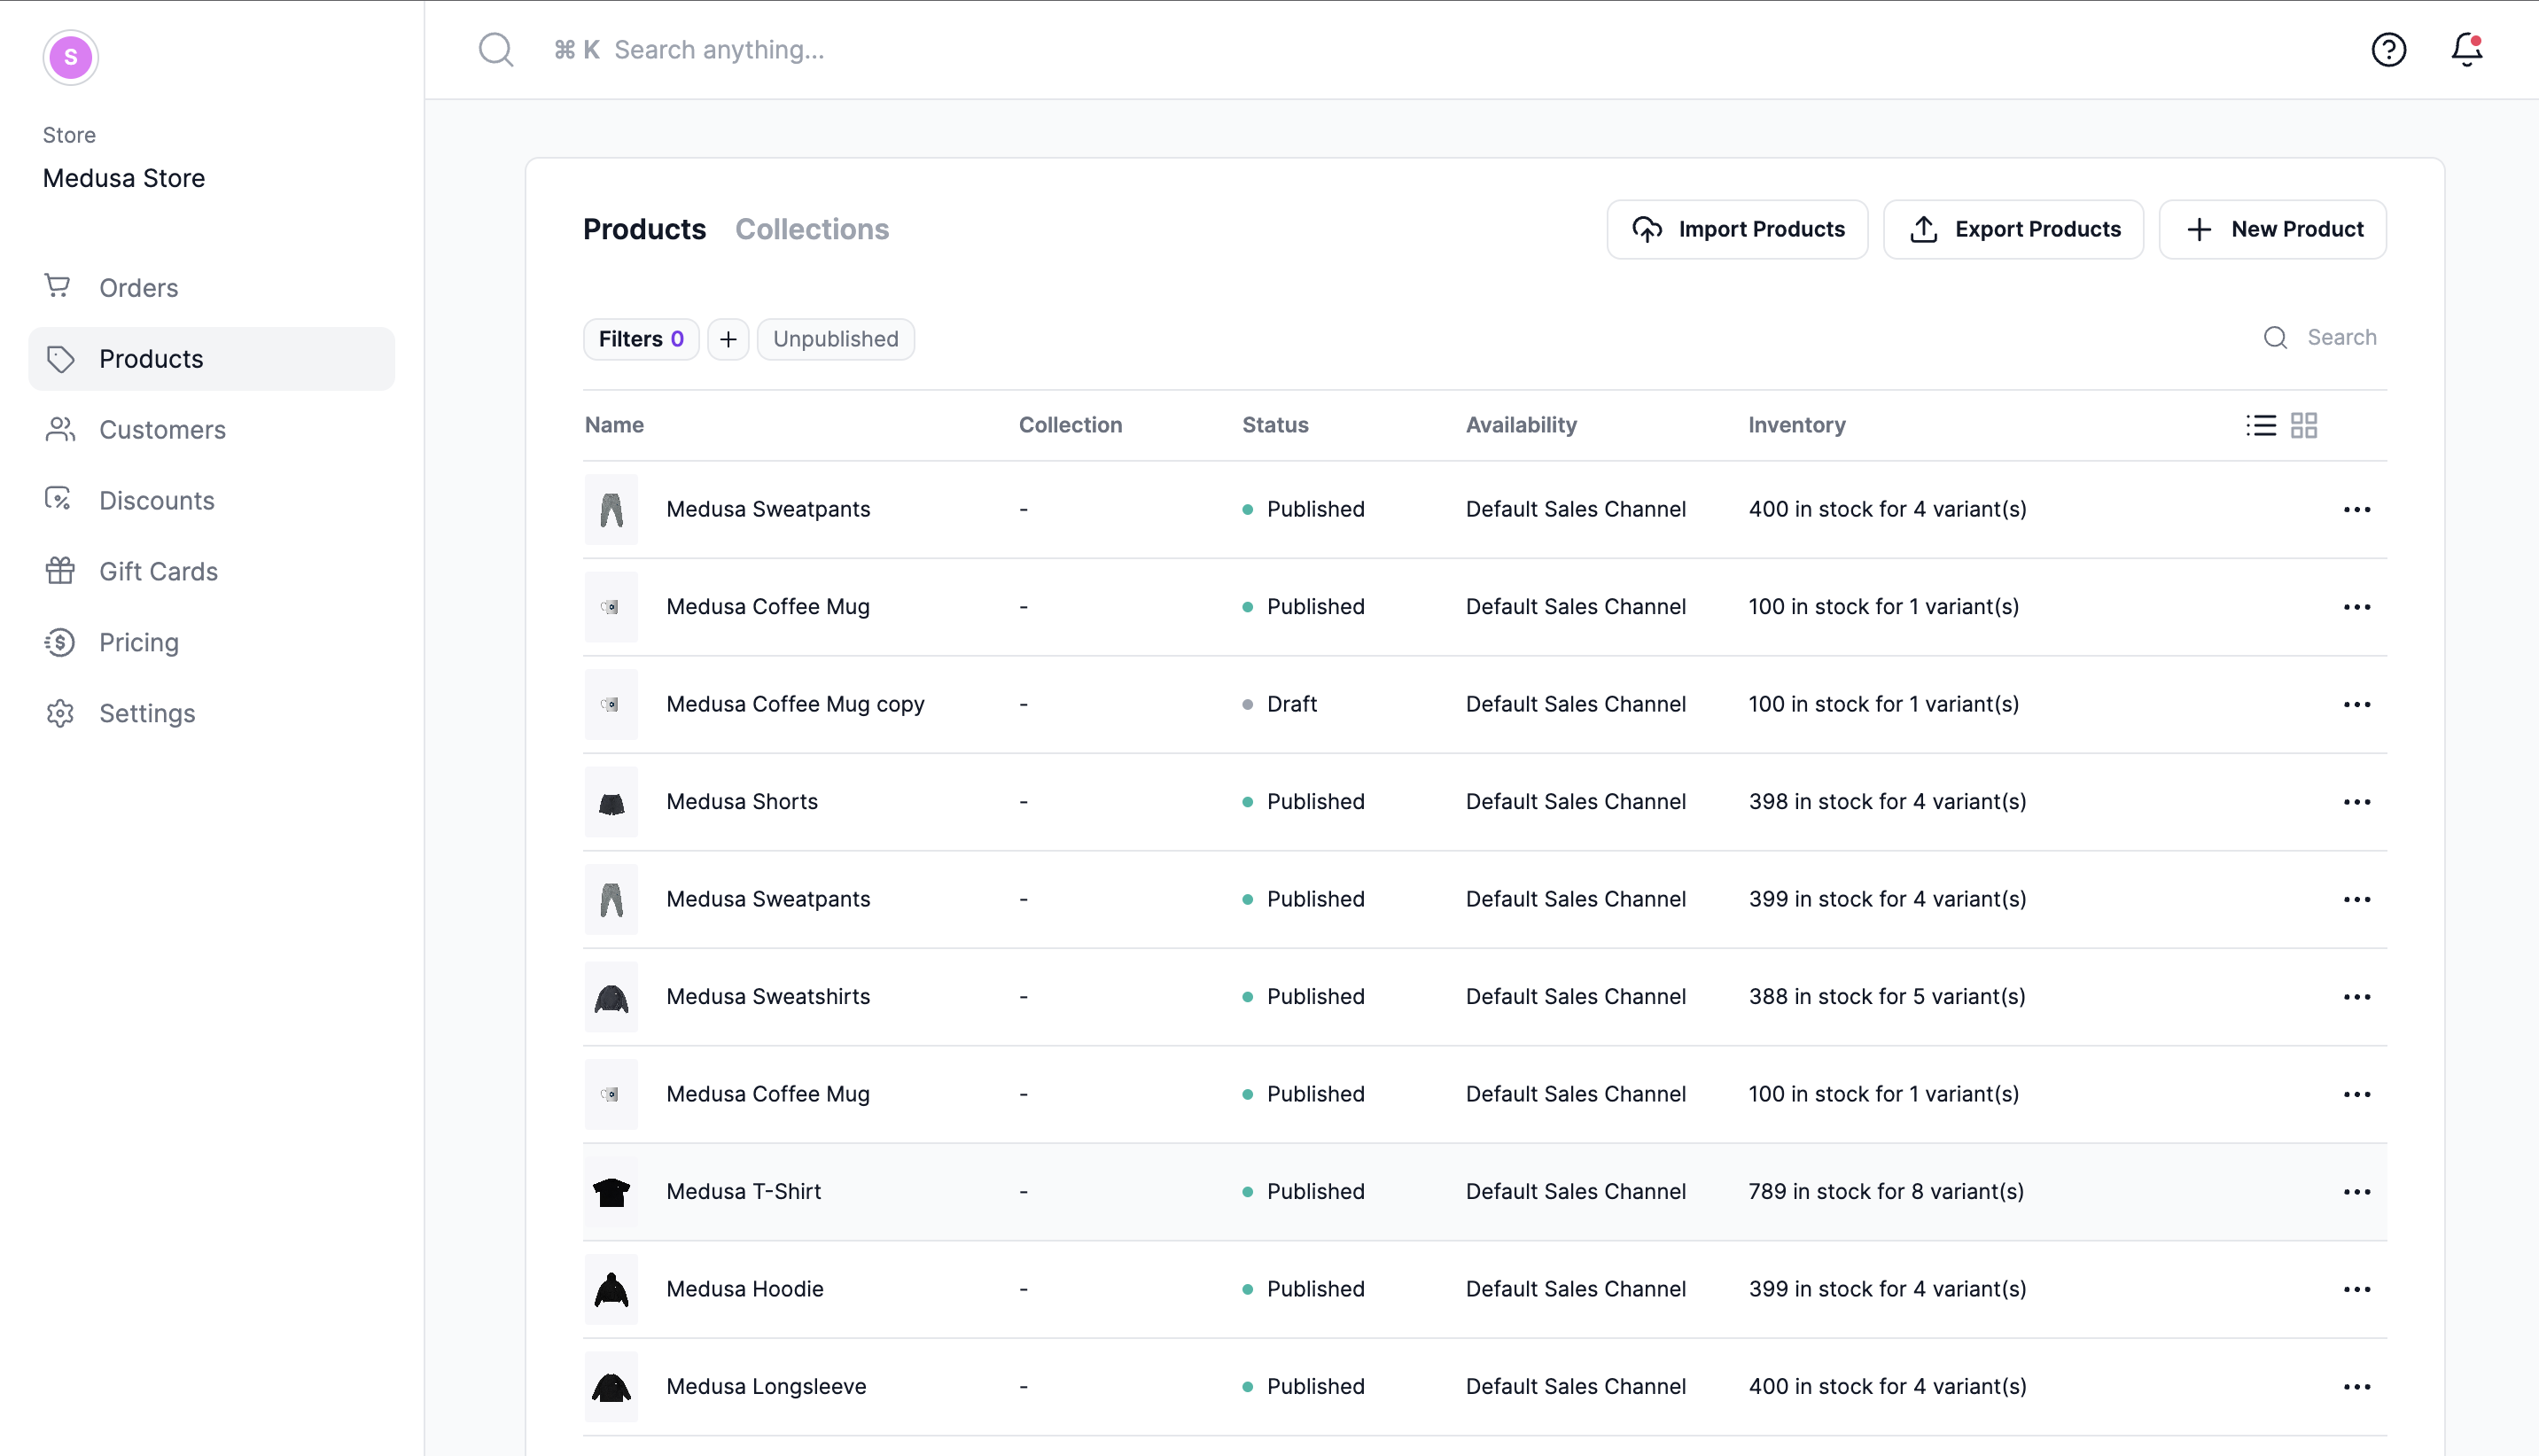 S
⌘ K Search anything...
Store
Medusa Store
Orders
Products
Customers
Discounts
Gift Cards
Pricing
Settings
Products Collections
Import Products
Export Products
New Product
Filters 0 + Unpublished
Search
Name Collection Status Availability Inventory
Medusa Sweatpants - Published Default Sales Channel 400 in stock for 4 variant(s)
Medusa Coffee Mug - Published Default Sales Channel 100 in stock for 1 variant(s)
Medusa Coffee Mug copy - Draft Default Sales Channel 100 in stock for 1 variant(s)
Medusa Shorts - Published Default Sales Channel 398 in stock for 4 variant(s)
Medusa Sweatpants - Published Default Sales Channel 399 in stock for 4 variant(s)
Medusa Sweatshirts - Published Default Sales Channel 388 in stock for 5 variant(s)
Medusa Coffee Mug - Published Default Sales Channel 100 in stock for 1 variant(s)
Medusa T-Shirt - Published Default Sales Channel 789 in stock for 8 variant(s)
Medusa Hoodie - Published Default Sales Channel 399 in stock for 4 variant(s)
Medusa Longsleeve - Published Default Sales Channel 400 in stock for 4 variant(s)